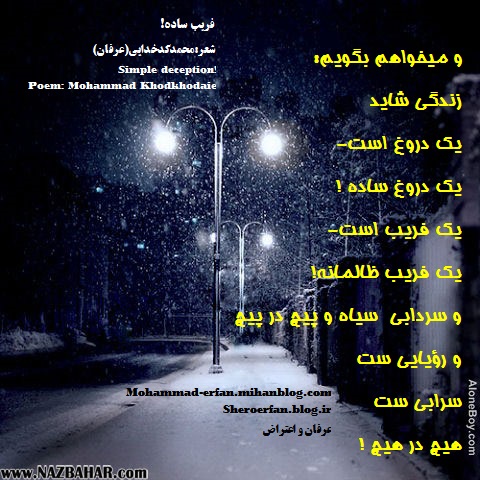 فریب ساده!
شعر:محمدکدخدایی(عرفان)
Simple deception!
Poem: Mohammad Khodkhodaie
و میخواهم بگویم:
زندگی شاید
یک دروغ است-
یک دروغ ساده !
یک فریب است-
یک فریب ظالمانه!
و سردابی سیاه و پیچ در پیچ
و رؤیایی ست
سرابی ست
هیچ در هیچ !
Mohammad-erfan.mihanblog.com
Sheroerfan.blog.ir
عرفان و اعتراض
AloneBoy.com
www.NAZBAHAR.com